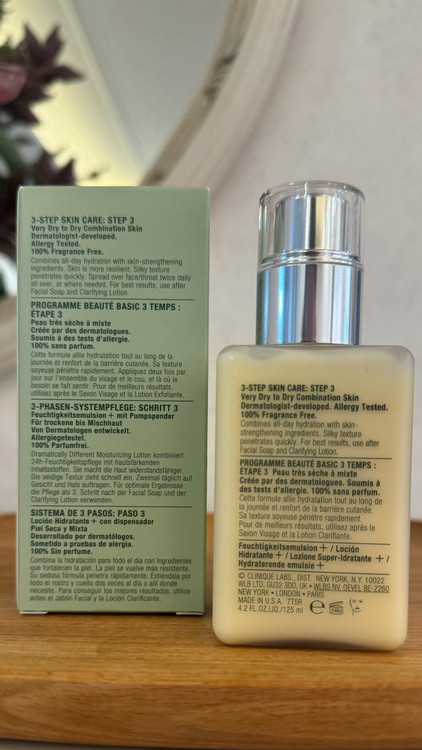 3-STEP SKIN CARE: STEP 3
Very Dry to Dry Combination Skin
Dermatologist-developed.
Allergy Tested.
100% Fragrance Free.
Combines all-day hydration with skin-strengthening
ingredients. Skin is more resilient. Silky texture
penetrates quickly. Spread over face/throat twice daily
all over, or where needed. For best results, use after
Facial Soap and Clarifying Lotion.
PROGRAMME BEAUTÉ BASIC 3 TEMPS :
ÉTAPE 3
Peau très sèche à mixte
Créée par des dermatologues.
Soumis à des tests d'allergie.
100% sans parfum.
Cette formule allie hydratation tout au long de la
journée et renfort de la barrière cutanée. Sa texture
soyeuse pénètre rapidement. Appliquez deux fois par
jour sur l'ensemble du visage et le cou, et là où le
besoin se fait sentir. Pour de meilleurs résultats,
utilisez après le Savon Visage et la Lotion Exfoliante.
3-PHASEN-SYSTEMPFLEGE: SCHRITT 3
Feuchtigkeitsemulsion + mit Pumpspender
Für trockene bis Mischhaut
Von Dermatologen entwickelt.
Allergiegetestet.
100% Parfumfrei.
Dramatically Different Moisturizing Lotion kombiniert
24h-Feuchtigkeitspflege mit hautstärkenden
Inhaltsstoffen. Sie macht die Haut widerstandsfähiger.
Die seidige Textur zieht schnell ein. Zweimal täglich auf
Gesicht und Hals auftragen. Für optimale Ergebnisse
die Pflege als 3. Schritt nach der Facial Soap und der
Clarifying Lotion verwenden.
SISTEMA DE 3 PASOS: PASO 3
Loción Hidratante + con dispensador
Piel Seca y Mixta
Desarrollado por dermatólogos.
Sometido a pruebas de alergia.
100% Sin perfume.
Combina la hidratación para todo el día con ingredientes
que fortalecen la piel. La piel se vuelve más resistente.
Su sedosa fórmula penetra rápidamente. Extiéndala por
todo el rostro y cuello dos veces al día o allí donde
necesite. Para conseguir los mejores resultados, utilice
antes el Jabón Facial y la Loción Clarificante.
3-STEP SKIN CARE: STEP 3
Very Dry to Dry Combination Skin
Dermatologist-developed. Allergy Tested.
100% Fragrance Free.
Combines all-day hydration with skin-
strengthening ingredients. Silky texture
penetrates quickly. For best results, use after
Facial Soap and Clarifying Lotion.
PROGRAMME BEAUTÉ BASIC 3 TEMPS :
ÉTAPE 3 Peau très sèche à mixte
Créée par des dermatologues. Soumis à
des tests d'allergie. 100% sans parfum.
Cette formule allie hydratation tout au long de
la journée et renfort de la barrière cutanée.
Sa texture soyeuse pénètre rapidement.
Pour de meilleurs résultats, utilisez après le
Savon Visage et la Lotion Exfoliante.
Feuchtigkeitsemulsion + / Loción
Hidratante + / Lozione Super-idratante + /
Hydraterende emulsie +
© CLINIQUE LABS., DIST. NEW YORK, N.Y. 10022
WLB LTD, GU32 3DD, UK • WLBS NV, DEVEL BE-2260
NEW YORK • LONDON • PARIS
MADE IN U.S.A. 7T5R
4.2 FL.OZ.LIQ./125 ml e